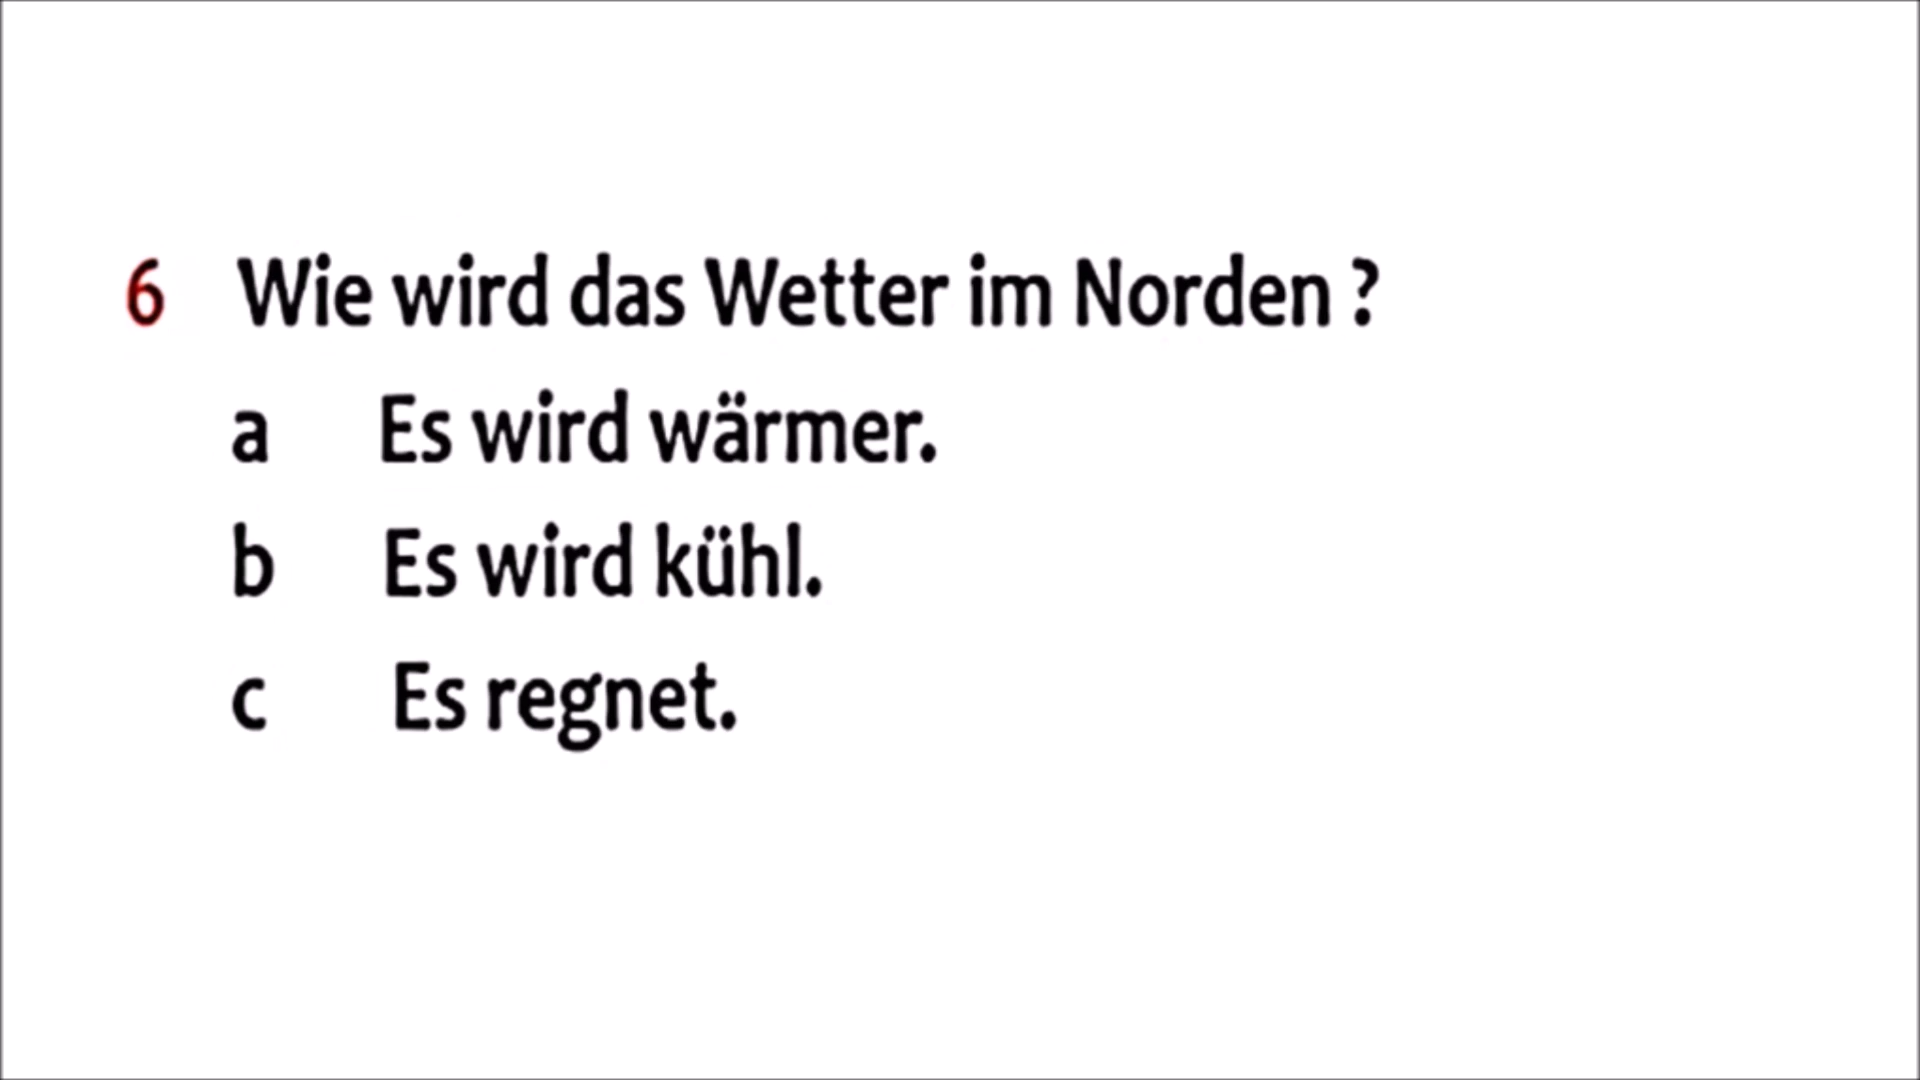 6 Wie wird das Wetter im Norden ?
a Es wird wärmer.
b Es wird kühl.
c Es regnet.